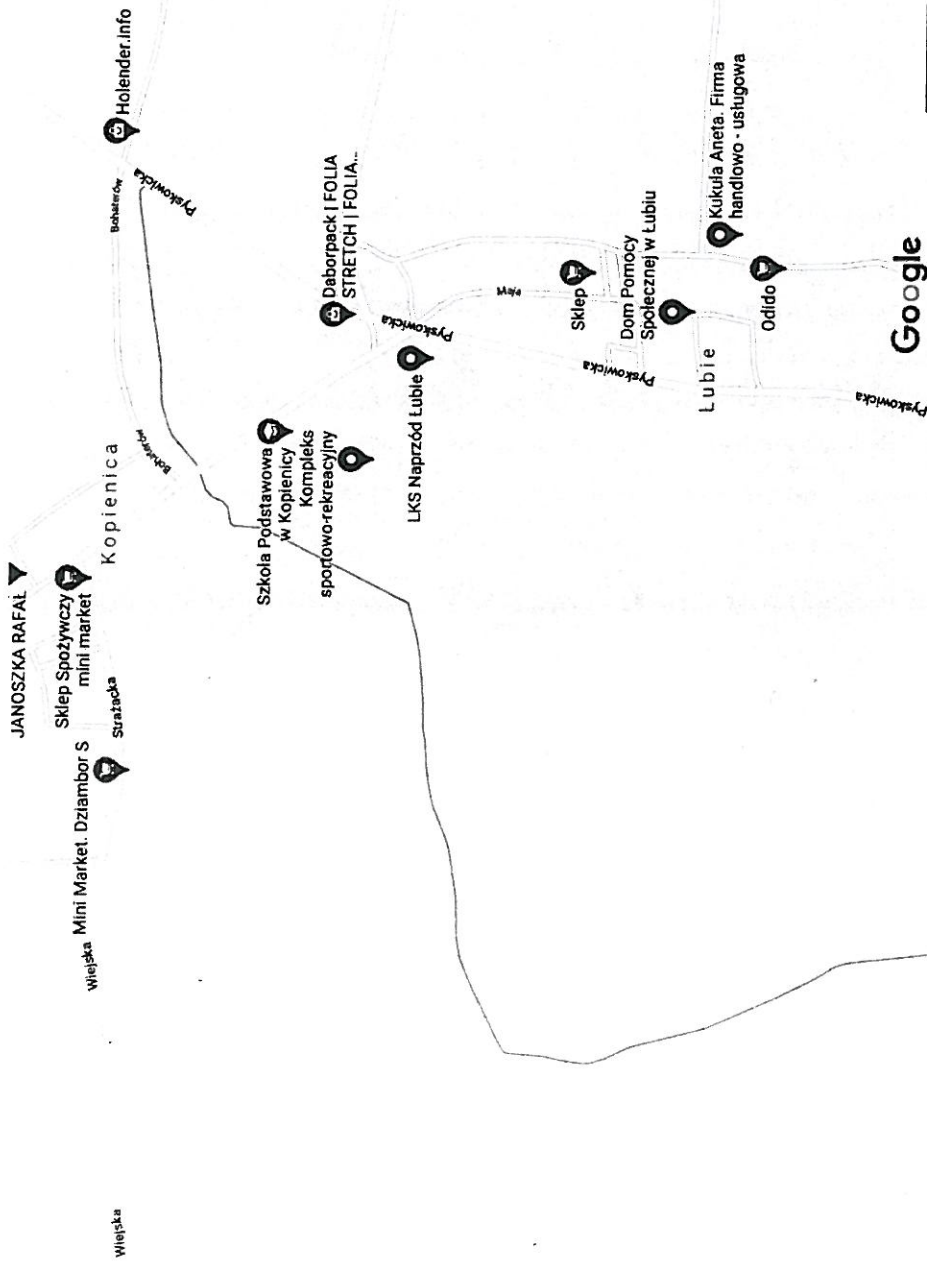 JANOSZKA RAFAŁ
Sklep Spożywczy
mini market
Mini Market. Dziambor S
Wiejska
Wiejska
Strażacka
Kopienica
Bohaterów
Bohaterów
Holender.Info
Pyskowicka
Szkoła Podstawowa
w Kopienicy
Kompleks
sportowo-rekreacyjny
Daborpack | FOLIA
STRETCH | FOLIA...
Pyskowicka
LKS Naprzód Łubie
Sklep
Dom Pomocy
Społecznej w Łubiu
Pyskowicka
Łubie
Kukuła Aneta. Firma
handlowo - usługowa
Odido
Pyskowicka
Google